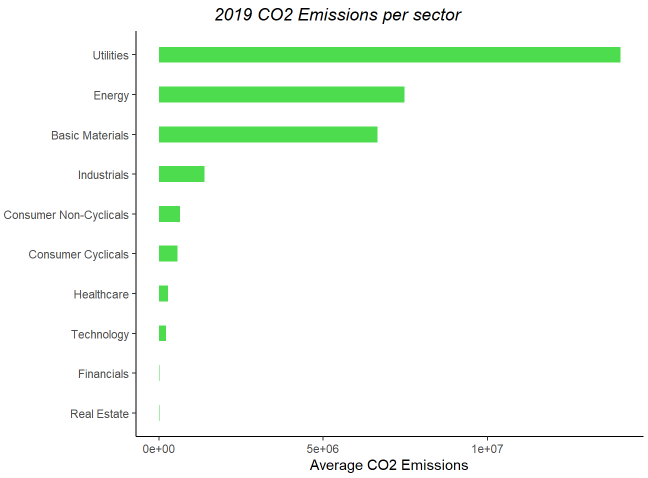 2019 CO2 Emissions per sector
Utilities
Energy
Basic Materials
Industrials
Consumer Non-Cyclicals
Consumer Cyclicals
Healthcare
Technology
Financials
Real Estate
0e+00 5e+06 1e+07
Average CO2 Emissions